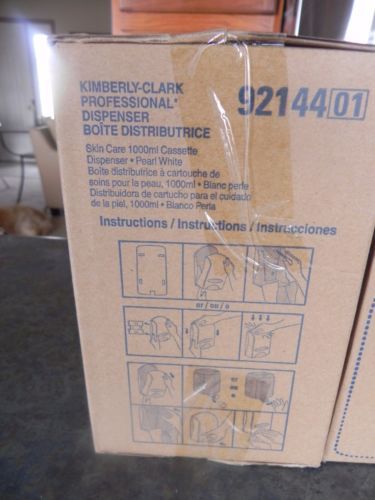 KIMBERLY-CLARK
PROFESSIONAL*
DISPENSER
BOÎTE DISTRIBUTRICE
92144 01
Skin Care 1000ml Cassette
Dispenser • Pearl White
Boîte distributrice à cartouche de
soins pour la peau, 1000ml • Blanc perle
Distribuidora de cartucho para el cuidado
de la piel, 1000ml • Blanco Perla
Instructions / Instructions / Instrucciones
or / ou / o